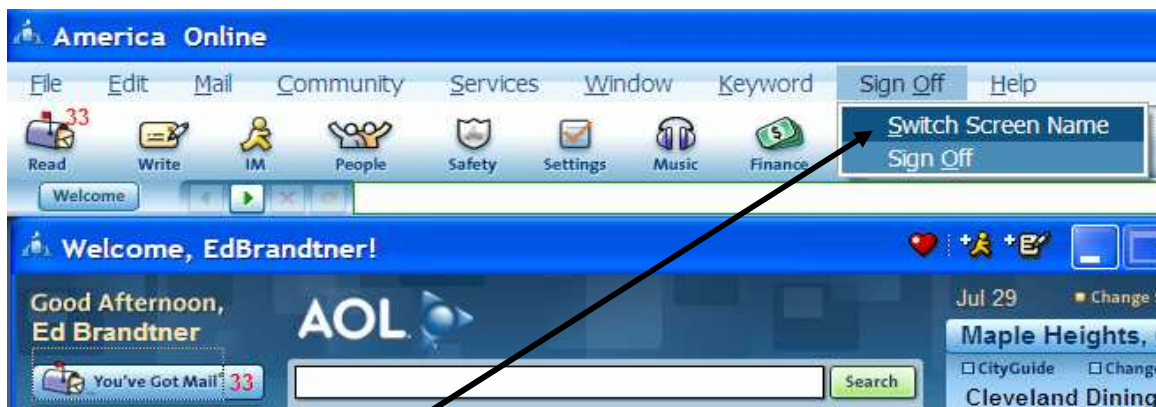 America Online
File Edit Mail Community Services Window Keyword Sign Off Help
Switch Screen Name
Sign Off
33
Read Write IM People Safety Settings Music Finance
Welcome
Welcome, EdBrandtner!
Good Afternoon,
Ed Brandtner
AOL
Jul 29 Change
Maple Heights,
You've Got Mail 33
Search
CityGuide Change
Cleveland Dining